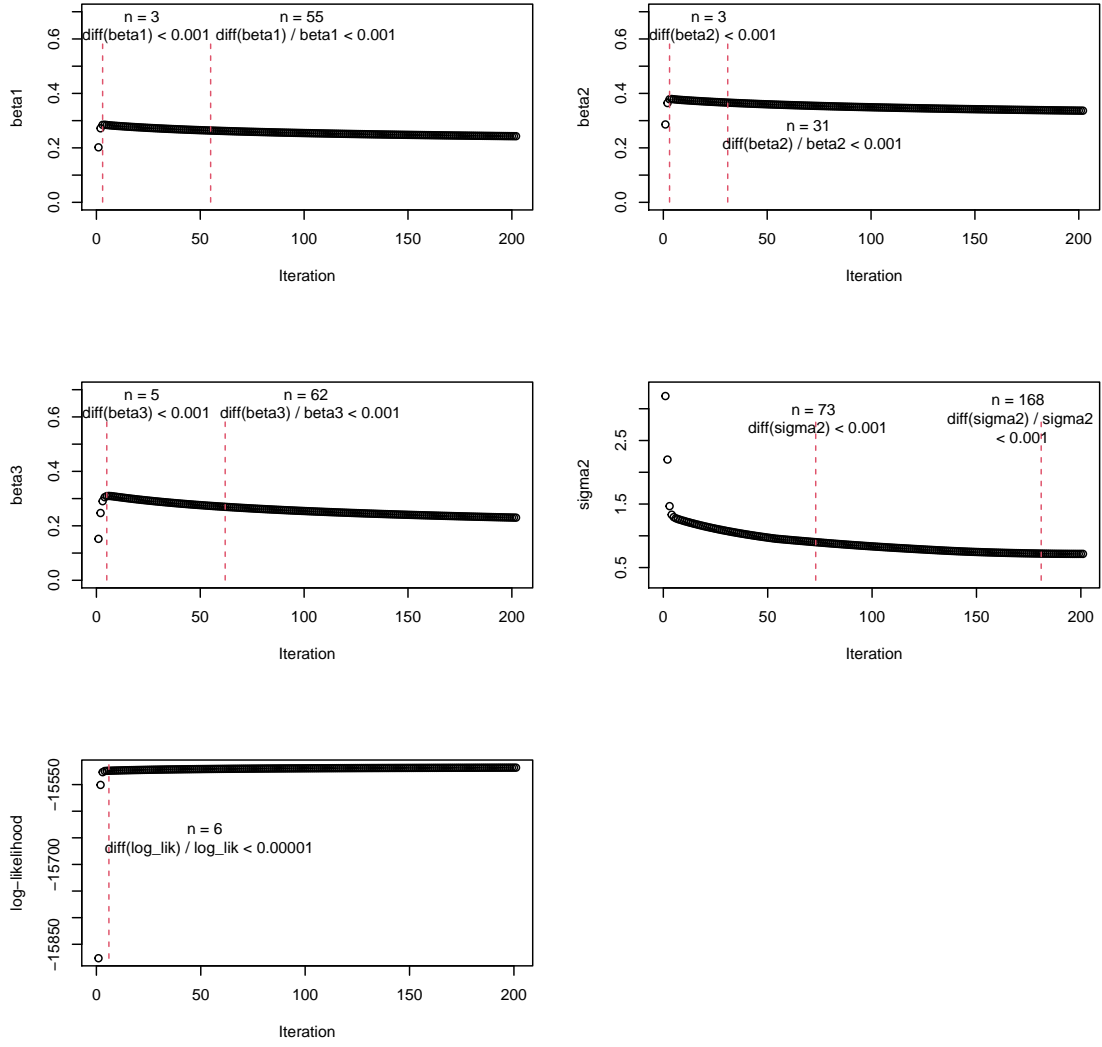 n = 3
diff(beta1) < 0.001
n = 55
diff(beta1) / beta1 < 0.001
beta1
0.0 0.2 0.4 0.6
0 50 100 150 200
Iteration
n = 3
diff(beta2) < 0.001
n = 31
diff(beta2) / beta2 < 0.001
beta2
0.0 0.2 0.4 0.6
0 50 100 150 200
Iteration
n = 5
diff(beta3) < 0.001
n = 62
diff(beta3) / beta3 < 0.001
beta3
0.0 0.2 0.4 0.6
0 50 100 150 200
Iteration
n = 73
diff(sigma2) < 0.001
n = 168
diff(sigma2) / sigma2
< 0.001
sigma2
0.5 1.5 2.5
0 50 100 150 200
Iteration
n = 6
diff(log_lik) / log_lik < 0.00001
log−likelihood
−15850 −15700 −15550
0 50 100 150 200
Iteration